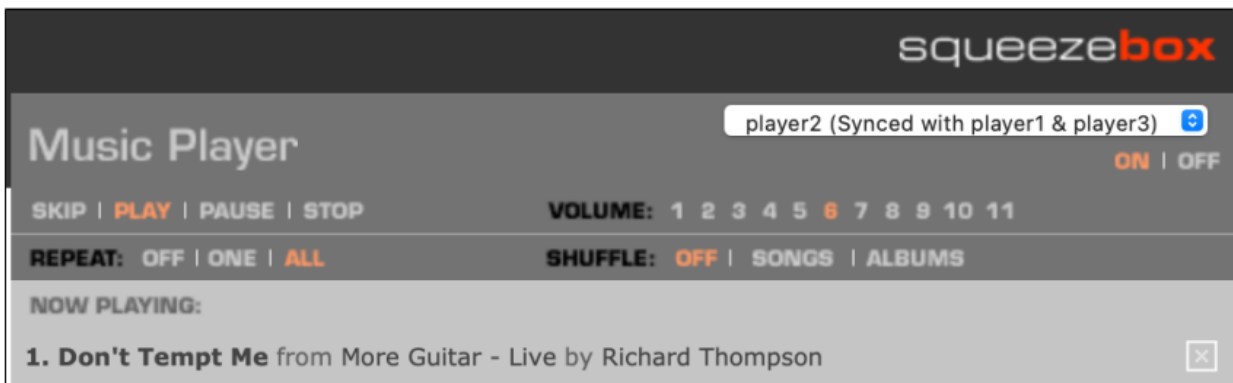 squeezebox
Music Player
player2 (Synced with player1 & player3)
ON | OFF
SKIP | PLAY | PAUSE | STOP
VOLUME: 1 2 3 4 5 6 7 8 9 10 11
REPEAT: OFF | ONE | ALL
SHUFFLE: OFF | SONGS | ALBUMS
NOW PLAYING:
1. Don't Tempt Me from More Guitar - Live by Richard Thompson